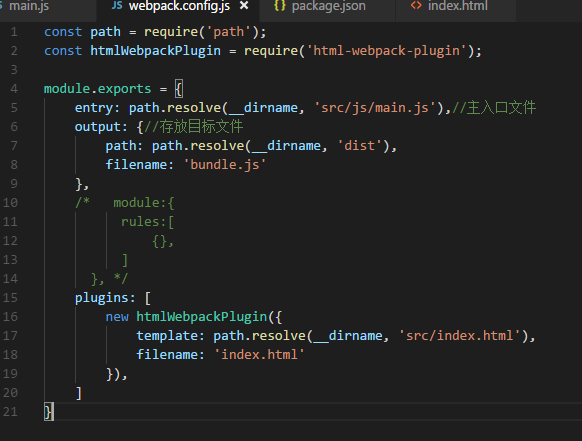 main.js JS webpack.config.js × {} package.json <> index.html
1 const path = require('path');
2 const htmlWebpackPlugin = require('html-webpack-plugin');
3
4 module.exports = {
5 entry: path.resolve(__dirname, 'src/js/main.js'),//主入口文件
6 output: {//存放目标文件
7 path: path.resolve(__dirname, 'dist'),
8 filename: 'bundle.js'
9 },
10 /* module:{
11 rules:[
12 {},
13 ]
14 }, */
15 plugins: [
16 new htmlWebpackPlugin({
17 template: path.resolve(__dirname, 'src/index.html'),
18 filename: 'index.html'
19 }),
20 ]
21 }